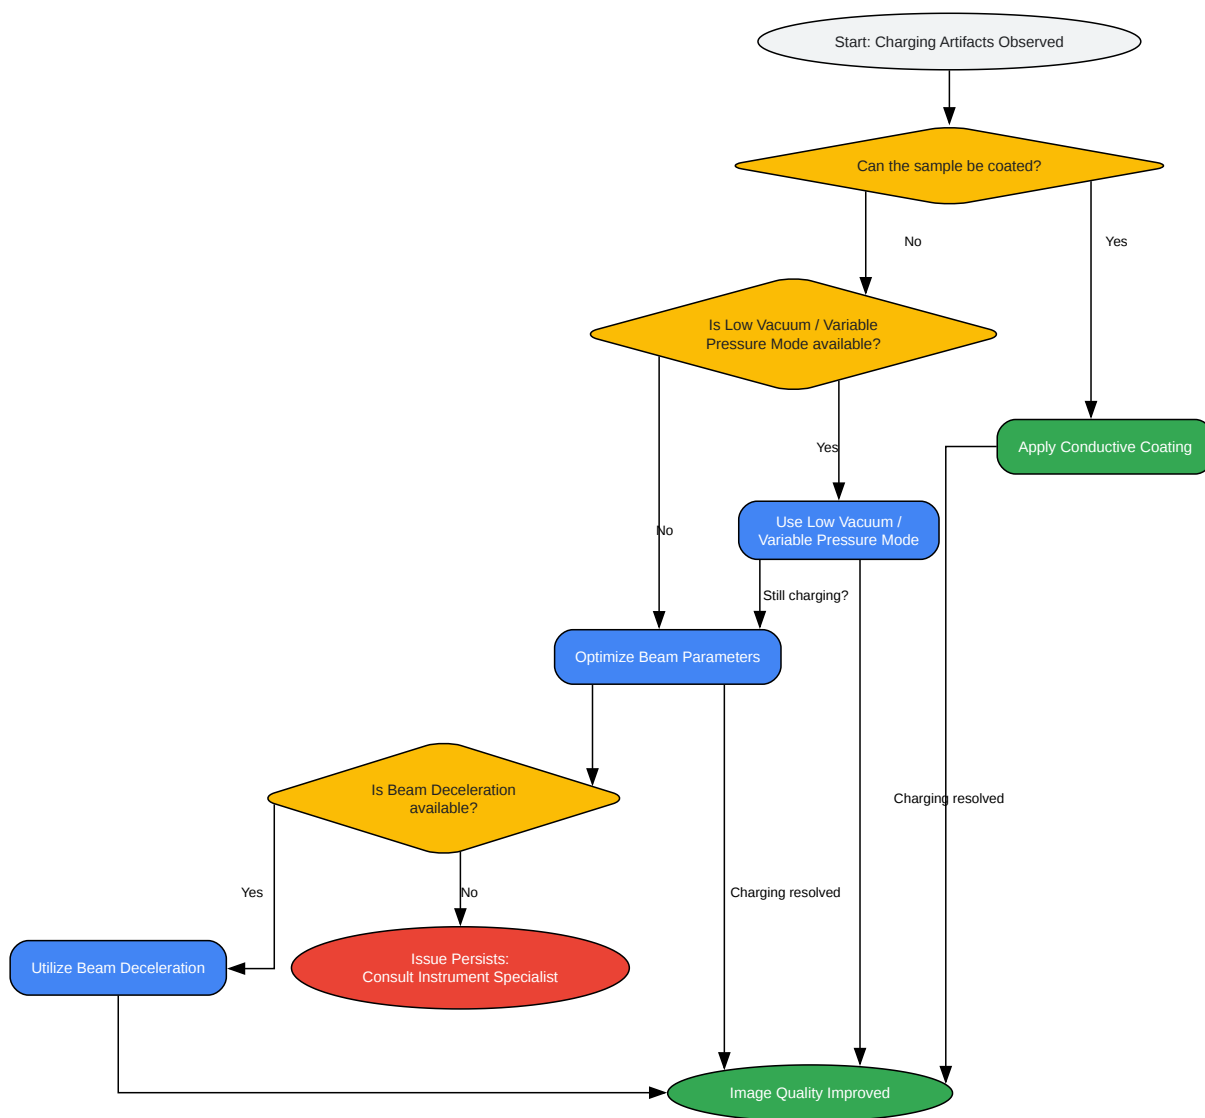 Start: Charging Artifacts Observed
Can the sample be coated?
No
Yes
Is Low Vacuum / Variable
Pressure Mode available?
Yes
Apply Conductive Coating
No
Use Low Vacuum /
Variable Pressure Mode
Still charging?
Optimize Beam Parameters
Is Beam Deceleration
available?
Charging resolved
Yes
No
Charging resolved
Utilize Beam Deceleration
Issue Persists:
Consult Instrument Specialist
Image Quality Improved